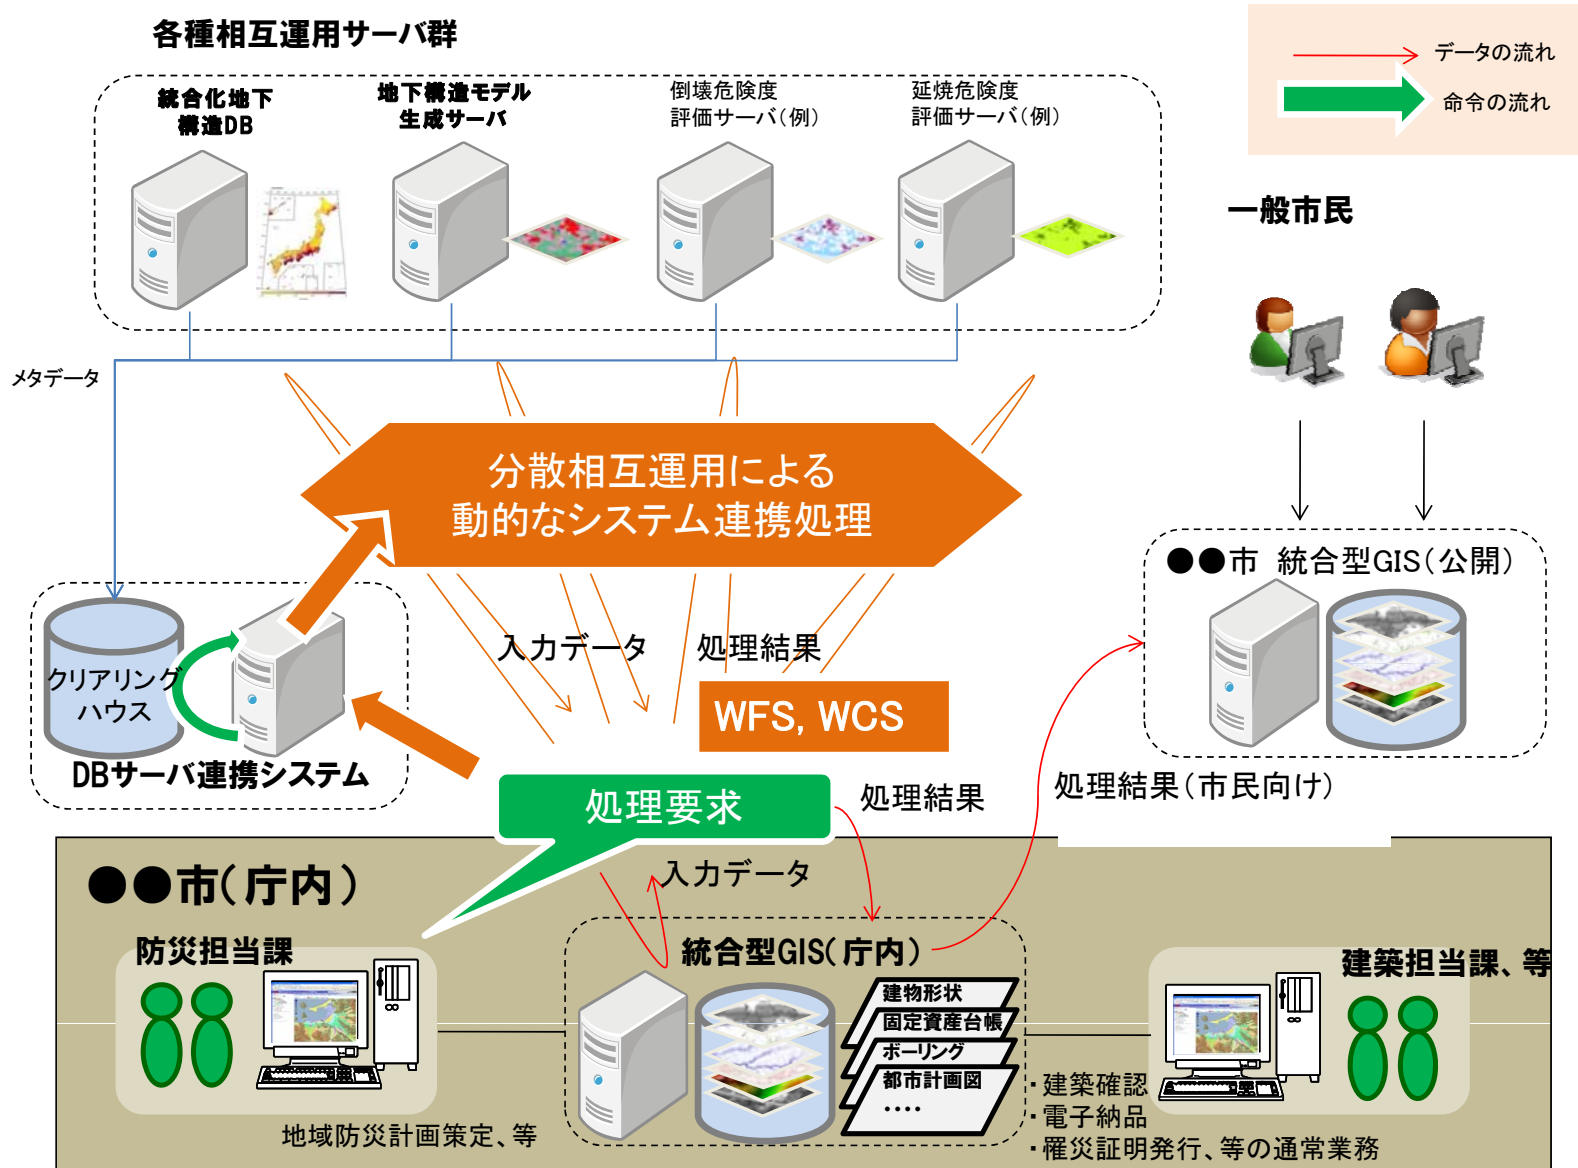 各種相互運用サーバ群
データの流れ
命令の流れ
統合化地下
構造DB
地下構造モデル
生成サーバ
倒壊危険度
評価サーバ(例)
延焼危険度
評価サーバ(例)
一般市民
メタデータ
分散相互運用による
動的なシステム連携処理
●●市 統合型GIS(公開)
入力データ
処理結果
クリアリング
ハウス
WFS, WCS
DBサーバ連携システム
処理要求
処理結果
処理結果(市民向け)
●●市(庁内)
入力データ
防災担当課
統合型GIS(庁内)
建築担当課、等
建物形状
固定資産台帳
ボーリング
都市計画図
・・・・
地域防災計画策定、等
・建築確認
・電子納品
・罹災証明発行、等の通常業務